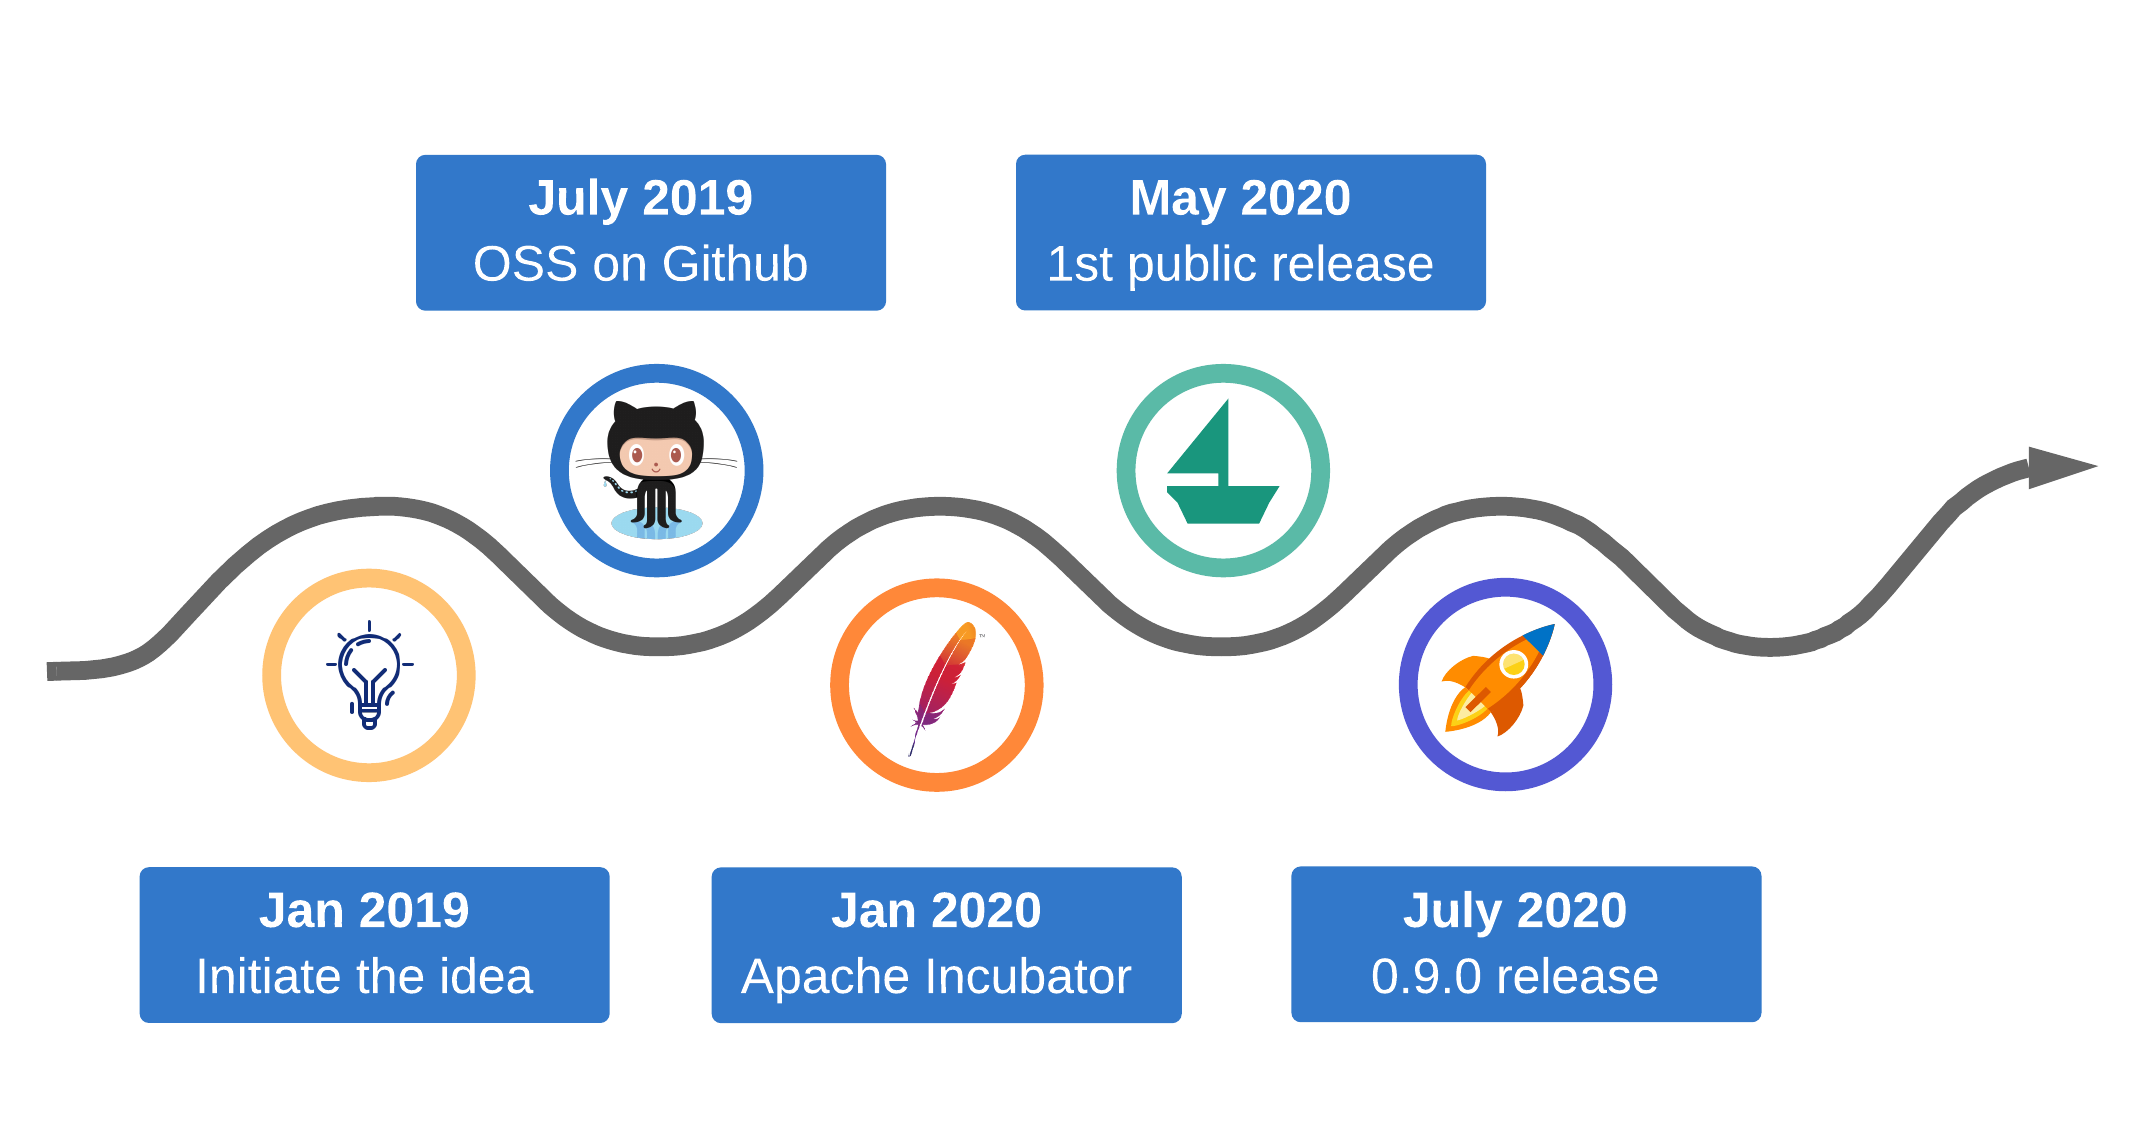 July 2019
OSS on Github
May 2020
1st public release
TM
Jan 2019
Initiate the idea
Jan 2020
Apache Incubator
July 2020
0.9.0 release